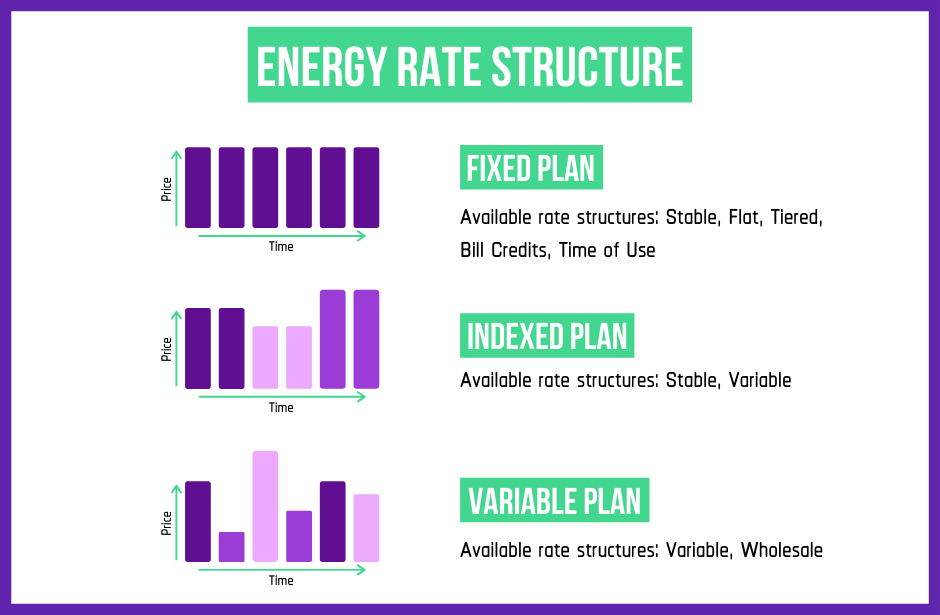 ENERGY RATE STRUCTURE
Price
Time
FIXED PLAN
Available rate structures: Stable, Flat, Tiered,
Bill Credits, Time of Use
Price
Time
INDEXED PLAN
Available rate structures: Stable, Variable
Price
Time
VARIABLE PLAN
Available rate structures: Variable, Wholesale